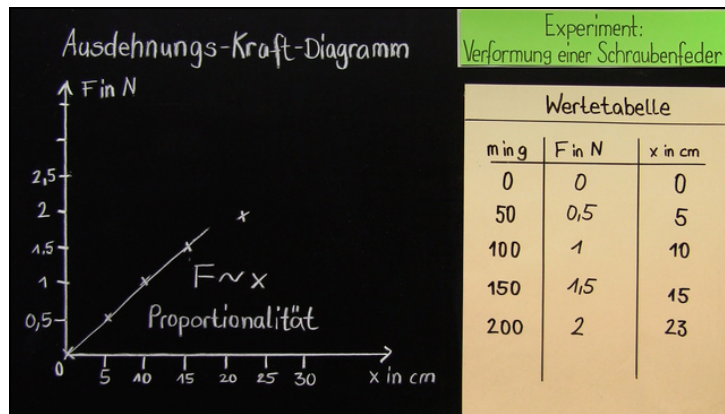 Ausdehnungs-Kraft-Diagramm
F in N
2,5
2
1,5
1
0,5
0
5 10 15 20 25 30 x in cm
F~x
Proportionalität
Experiment:
Verformung einer Schraubenfeder
Wertetabelle
m in g F in N x in cm
0 0 0
50 0,5 5
100 1 10
150 1,5 15
200 2 23